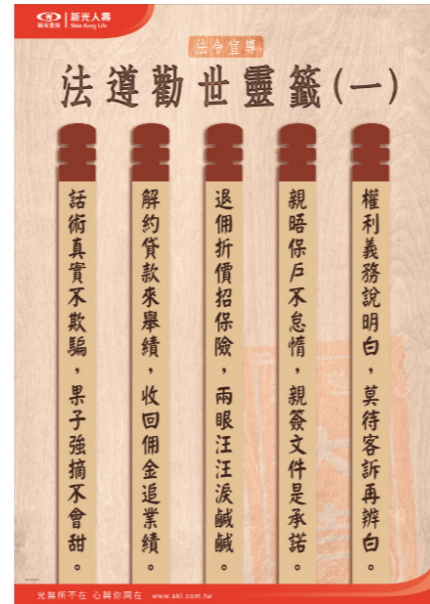 新光人壽
Shin Kong Life
新光金控
法令宣導
法遵勸世靈籤(一)
權利義務說明白，莫待客訴再辨白。
親晤保戶不怠惰，親簽文件是承諾。
退佣折價招保險，兩眼汪汪淚鹹鹹。
解約貸款來舉績，收回佣金追業績。
話術真實不欺騙，果子強摘不會甜。
光無所不在 心與你同在 www.skl.com.tw